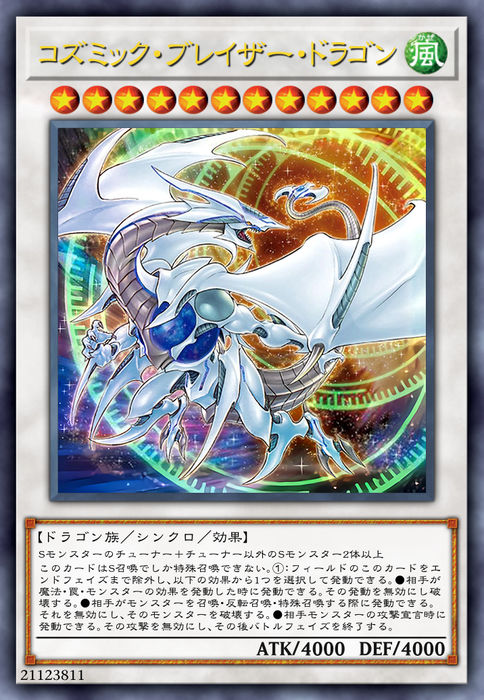 コズミック・ブレイザー・ドラゴン
かぜ
風
【ドラゴン族／シンクロ／効果】
Sモンスターのチューナー＋チューナー以外のSモンスター2体以上
このカードはS召喚でしか特殊召喚できない。①：フィールドのこのカードをエ
ンドフェイズまで除外し、以下の効果から1つを選択して発動できる。●相手が
魔法・罠・モンスターの効果を発動した時に発動できる。その発動を無効にし破
壊する。●相手がモンスターを召喚・反転召喚・特殊召喚する際に発動できる。
それを無効にし、そのモンスターを破壊する。●相手モンスターの攻撃宣言時に
発動できる。その攻撃を無効にし、その後バトルフェイズを終了する。
ATK/4000 DEF/4000
21123811